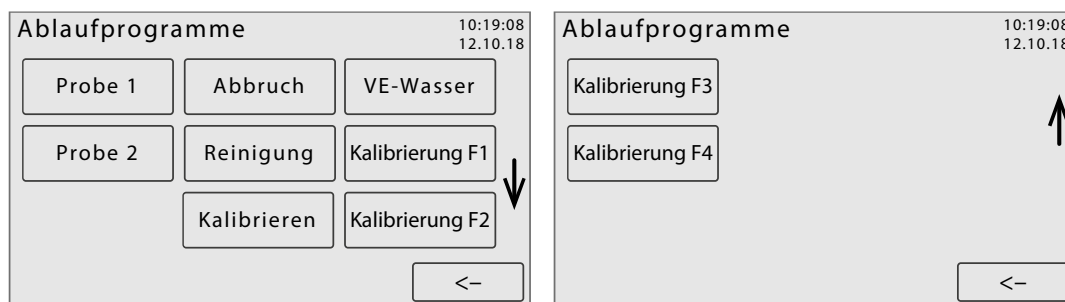 Ablaufprogramme
10:19:08
12.10.18
Probe 1
Abbruch
VE-Wasser
Probe 2
Reinigung
Kalibrierung F1
Kalibrieren
Kalibrierung F2
<–
Ablaufprogramme
10:19:08
12.10.18
Kalibrierung F3
Kalibrierung F4
<–